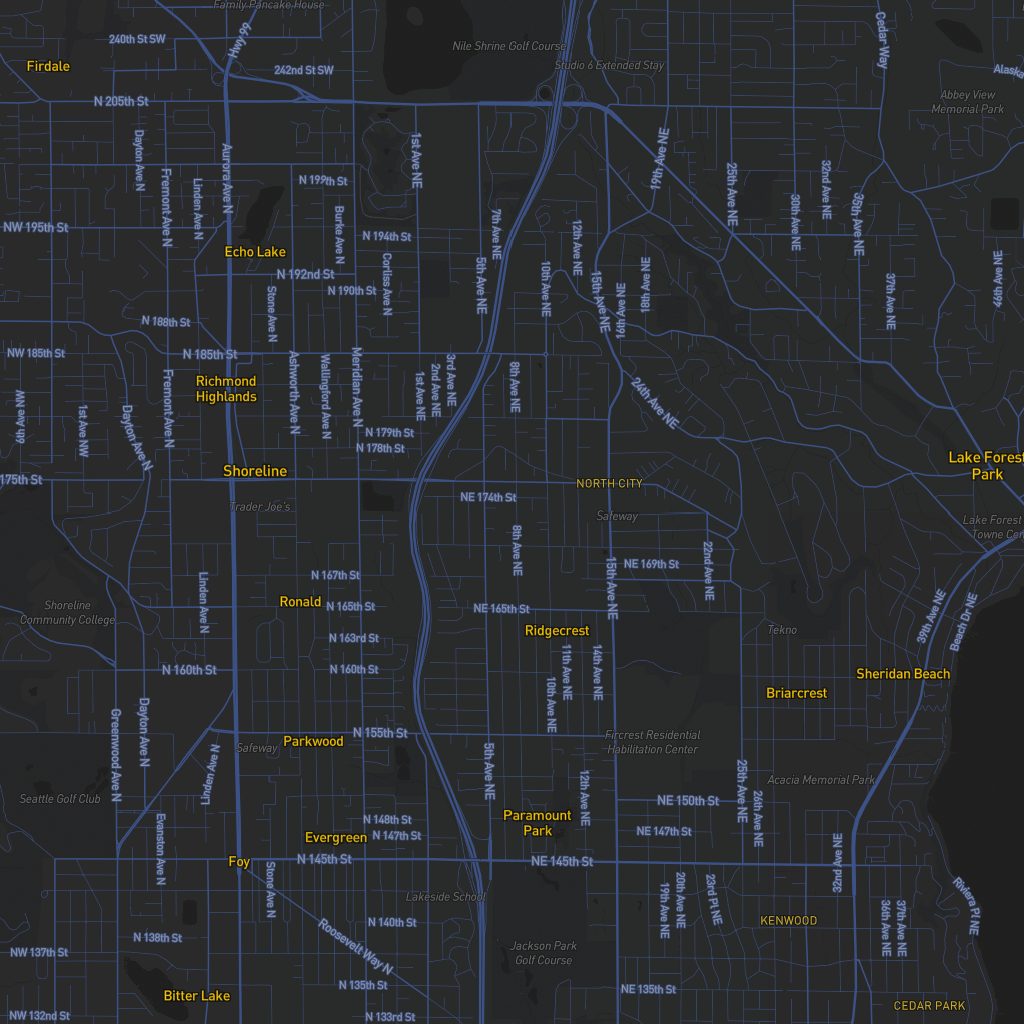 Family Pancake House
240th St SW
Hwy 99
Nile Shrine Golf Course
Cedar Way
Firdale
242nd St SW
Studio 6 Extended Stay
Alaska
N 205th St
Abbey View
Memorial Park
Dayton Ave N
Fremont Ave N
Linden Ave N
Aurora Ave N
N 199th St
1st Ave NE
19th Ave NE
25th Ave NE
30th Ave NE
32nd Ave NE
35th Ave NE
NW 195th St
Burke Ave N
N 194th St
7th Ave NE
12th Ave NE
Echo Lake
N 192nd St
Corliss Ave N
5th Ave NE
10th Ave NE
15th Ave NE
18th Ave NE
46th Ave NE
N 190th St
Stone Ave N
16th Ave NE
37th Ave NE
N 188th St
NW 185th St
N 185th St
Ashworth Ave N
Wallingford Ave N
Meridian Ave N
3rd Ave NE
2nd Ave NE
1st Ave NE
8th Ave NE
Richmond
Highlands
6th Ave NW
1st Ave NW
Dayton Ave N
Fremont Ave N
24th Ave NE
N 179th St
N 178th St
Lake Forest
Park
Shoreline
175th St
NORTH CITY
NE 174th St
Trader Joe's
Safeway
Lake Forest
Towne Cen
8th Ave NE
15th Ave NE
NE 169th St
22nd Ave NE
N 167th St
Linden Ave N
Ronald
N 165th St
NE 165th St
Shoreline
Community College
39th Ave NE
Beach Dr NE
Tekno
Ridgecrest
N 163rd St
11th Ave NE
14th Ave NE
N 160th St
N 160th St
Sheridan Beach
10th Ave NE
Briarcrest
Greenwood Ave N
Dayton Ave N
N 155th St
Fircrest Residential
Habilitation Center
Parkwood
Safeway
Linden Ave N
5th Ave NE
12th Ave NE
25th Ave NE
26th Ave NE
Acacia Memorial Park
Seattle Golf Club
NE 150th St
Paramount
Park
N 148th St
N 147th St
NE 147th St
Evergreen
Evanston Ave N
32nd Ave NE
Foy
N 145th St
NE 145th St
Stone Ave N
Lakeside School
19th Ave NE
20th Ave NE
23rd Pl NE
Riviera Pl NE
36th Ave NE
37th Ave NE
KENWOOD
N 140th St
N 138th St
Roosevelt Way N
NW 137th St
Jackson Park
Golf Course
N 135th St
NE 135th St
Bitter Lake
CEDAR PARK
NW 132nd St
N 133rd St